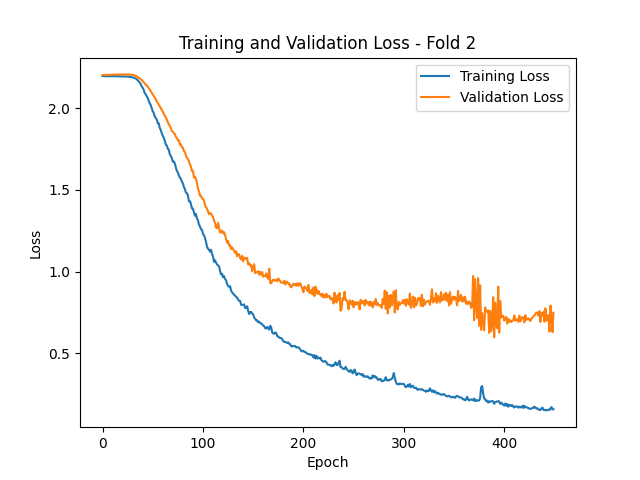 Training and Validation Loss - Fold 2
Training Loss
Validation Loss
Loss
2.0
1.5
1.0
0.5
0
100
200
300
400
Epoch